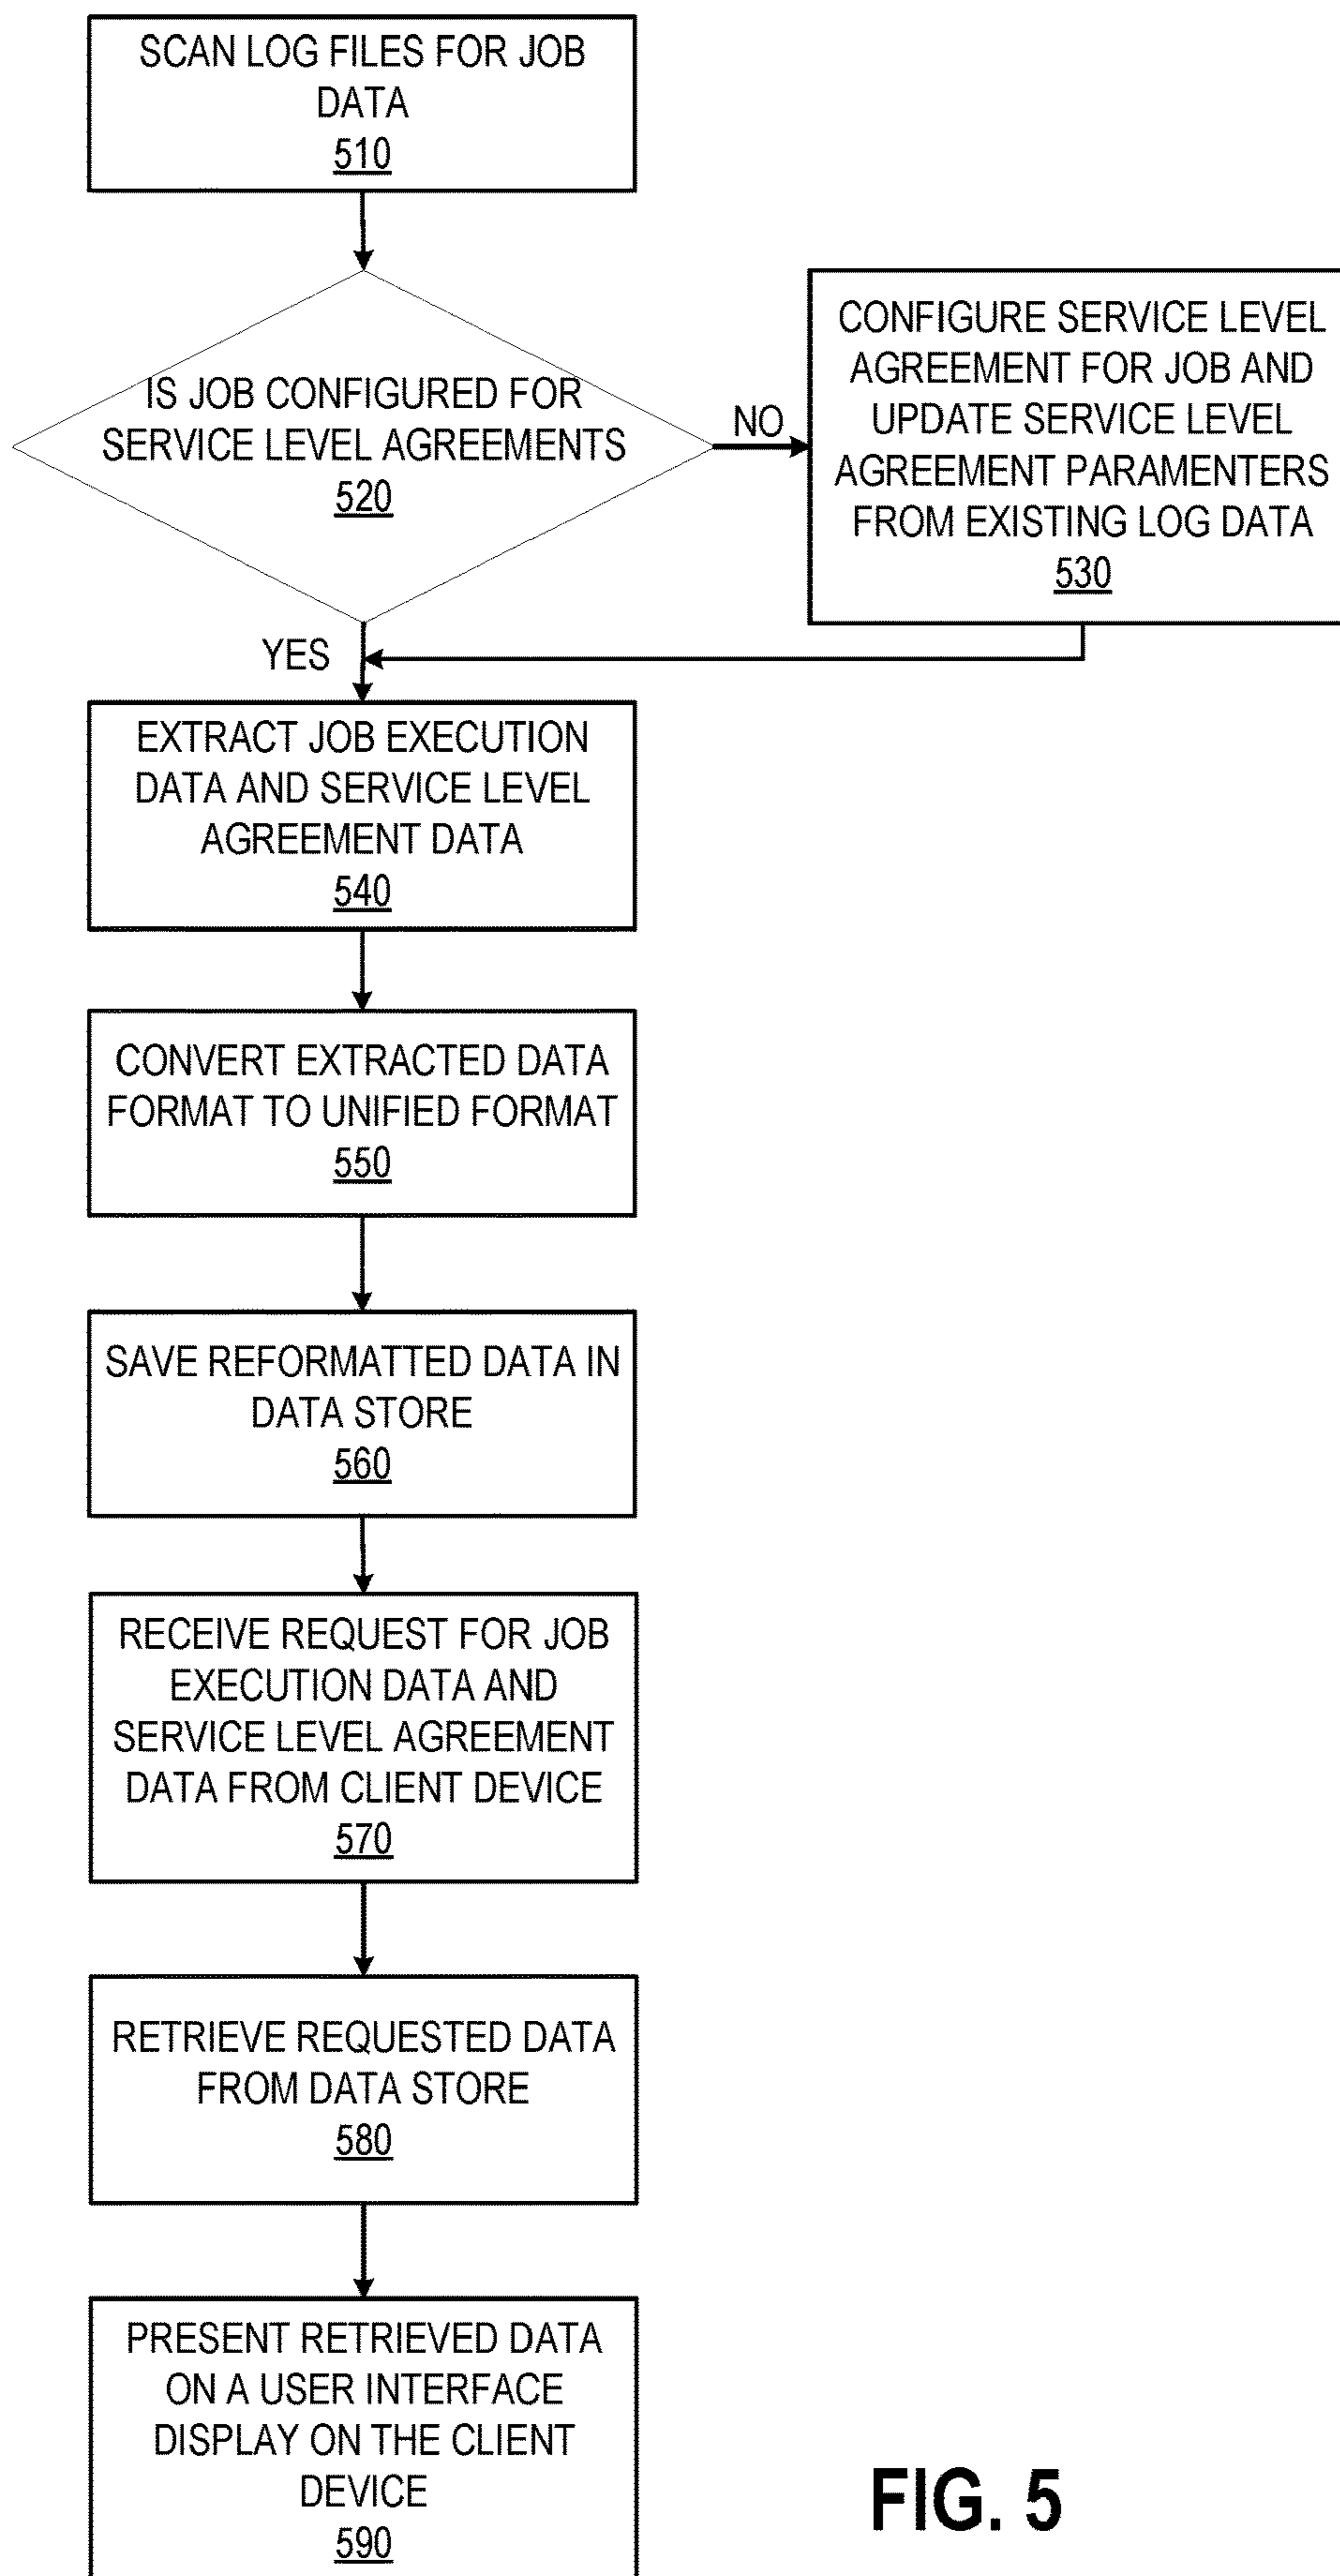 SCAN LOG FILES FOR JOB
DATA
510
IS JOB CONFIGURED FOR
SERVICE LEVEL AGREEMENTS
520
NO
CONFIGURE SERVICE LEVEL
AGREEMENT FOR JOB AND
UPDATE SERVICE LEVEL
AGREEMENT PARAMENTERS
FROM EXISTING LOG DATA
530
YES
EXTRACT JOB EXECUTION
DATA AND SERVICE LEVEL
AGREEMENT DATA
540
CONVERT EXTRACTED DATA
FORMAT TO UNIFIED FORMAT
550
SAVE REFORMATTED DATA IN
DATA STORE
560
RECEIVE REQUEST FOR JOB
EXECUTION DATA AND
SERVICE LEVEL AGREEMENT
DATA FROM CLIENT DEVICE
570
RETRIEVE REQUESTED DATA
FROM DATA STORE
580
PRESENT RETRIEVED DATA
ON A USER INTERFACE
DISPLAY ON THE CLIENT
DEVICE
590
FIG. 5